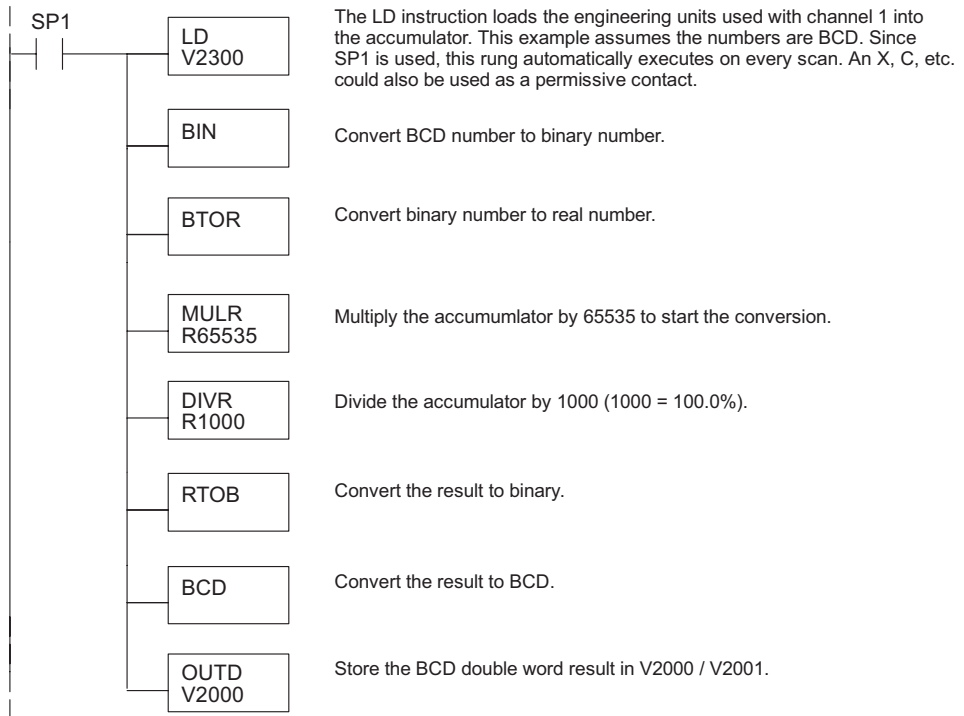 SP1
LD
V2300
The LD instruction loads the engineering units used with channel 1 into
the accumulator. This example assumes the numbers are BCD. Since
SP1 is used, this rung automatically executes on every scan. An X, C, etc.
could also be used as a permissive contact.
BIN
Convert BCD number to binary number.
BTOR
Convert binary number to real number.
MULR
R65535
Multiply the accumumlator by 65535 to start the conversion.
DIVR
R1000
Divide the accumulator by 1000 (1000 = 100.0%).
RTOB
Convert the result to binary.
BCD
Convert the result to BCD.
OUTD
V2000
Store the BCD double word result in V2000 / V2001.